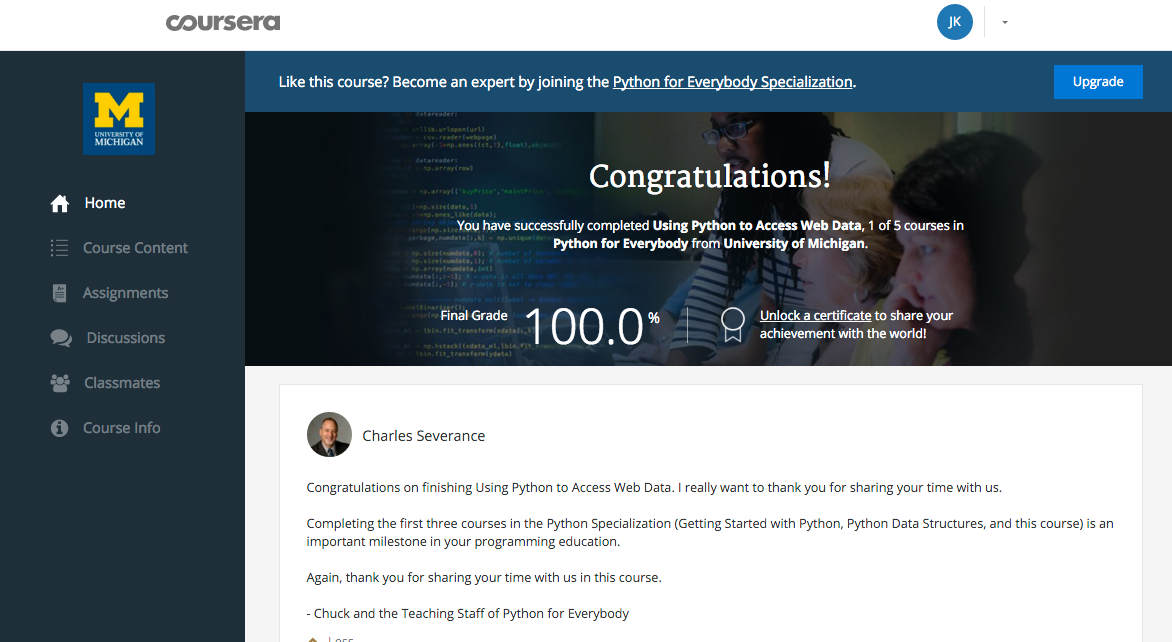 coursera
JK
Like this course? Become an expert by joining the Python for Everybody Specialization.
Upgrade
M
UNIVERSITY OF
MICHIGAN
Home
Course Content
Assignments
Discussions
Classmates
Course Info
Congratulations!
You have successfully completed Using Python to Access Web Data, 1 of 5 courses in
Python for Everybody from University of Michigan.
Final Grade
100.0%
Unlock a certificate to share your
achievement with the world!
Charles Severance
Congratulations on finishing Using Python to Access Web Data. I really want to thank you for sharing your time with us.
Completing the first three courses in the Python Specialization (Getting Started with Python, Python Data Structures, and this course) is an
important milestone in your programming education.
Again, thank you for sharing your time with us in this course.
- Chuck and the Teaching Staff of Python for Everybody
Less